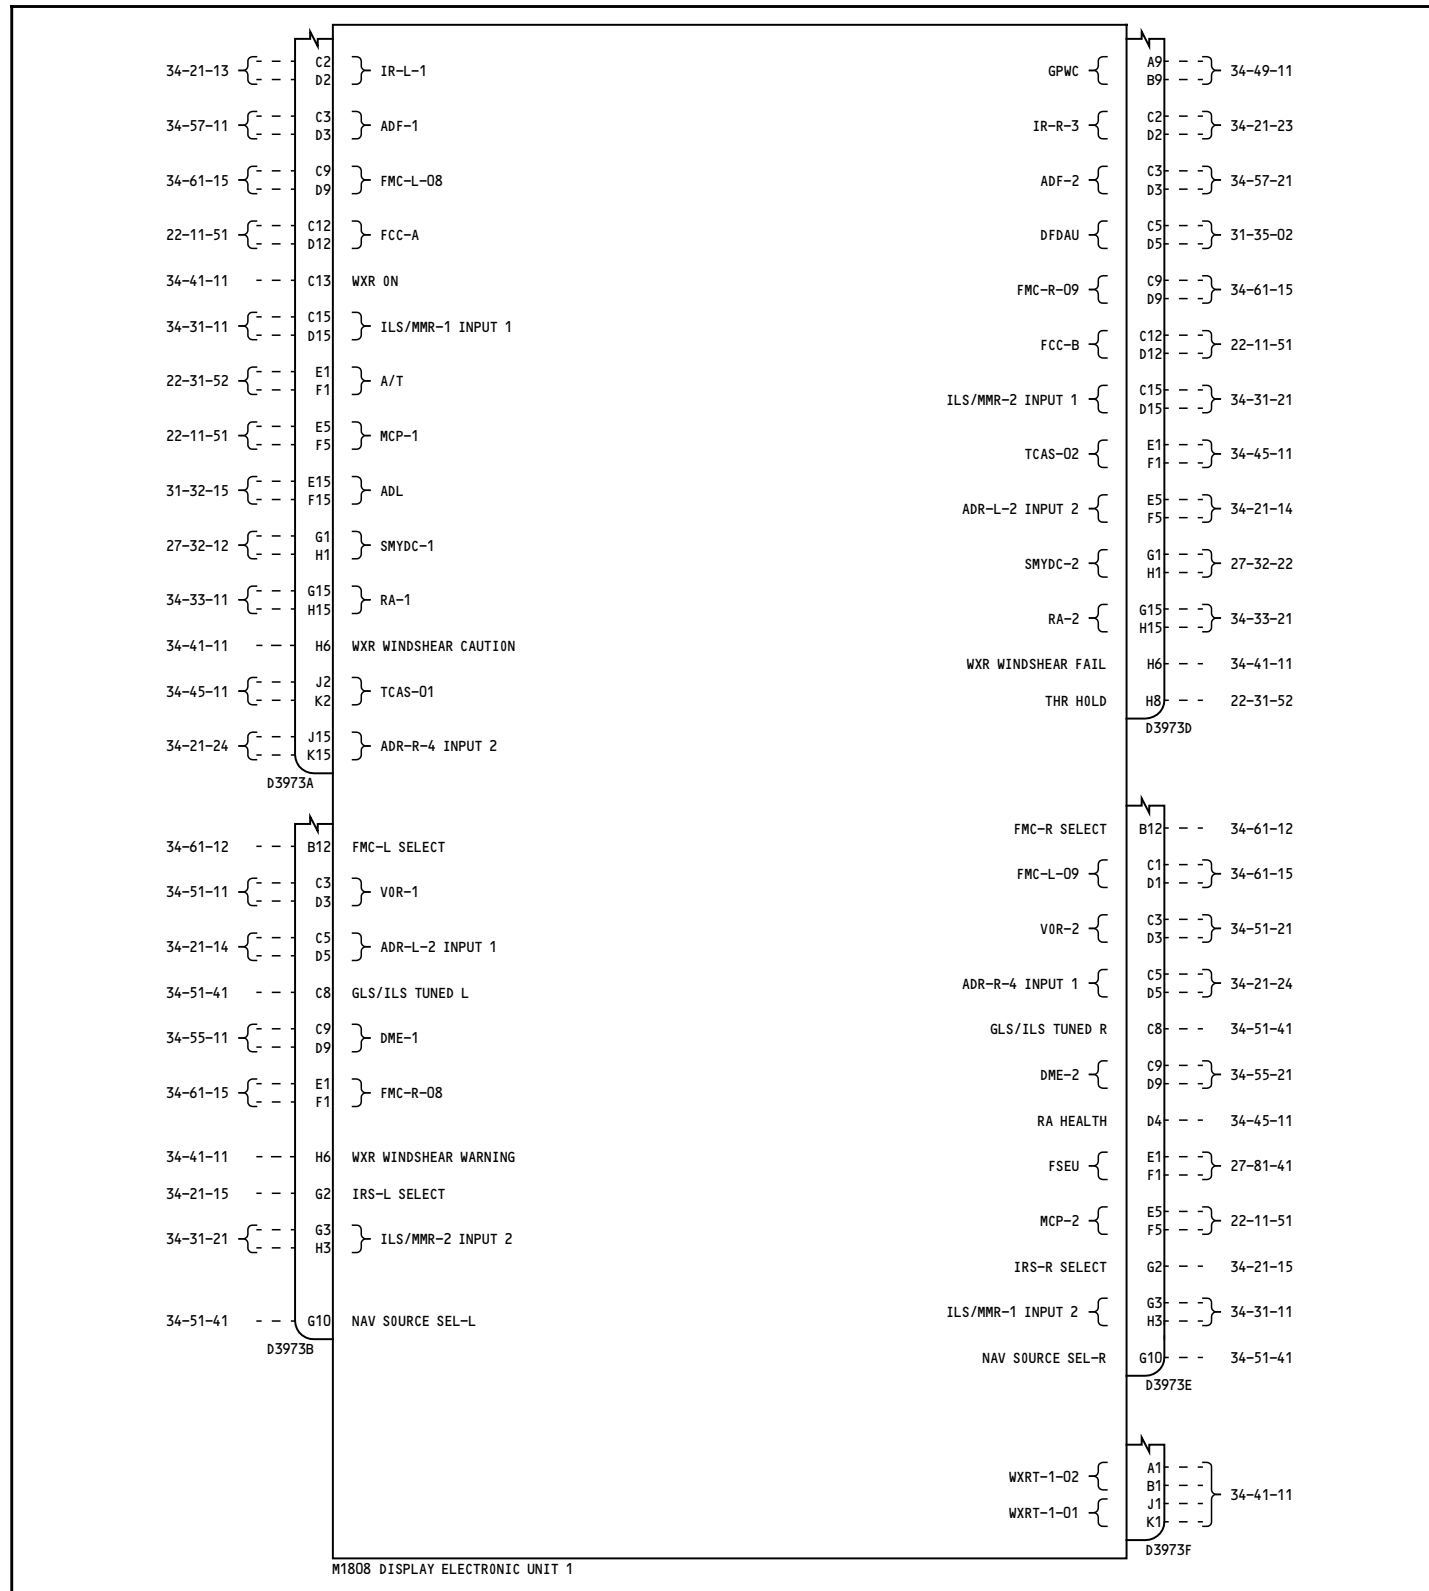 34-21-13 C2 D2 IR-L-1
34-57-11 C3 D3 ADF-1
34-61-15 C9 D9 FMC-L-08
22-11-51 C12 D12 FCC-A
34-41-11 C13 WXR ON
34-31-11 C15 D15 ILS/MMR-1 INPUT 1
22-31-52 E1 F1 A/T
22-11-51 E5 F5 MCP-1
31-32-15 E15 F15 ADL
27-32-12 G1 H1 SMYDC-1
34-33-11 G15 H15 RA-1
34-41-11 H6 WXR WINDSHEAR CAUTION
34-45-11 J2 K2 TCAS-01
34-21-24 J15 K15 ADR-R-4 INPUT 2
D3973A
34-61-12 B12 FMC-L SELECT
34-51-11 C3 D3 VOR-1
34-21-14 C5 D5 ADR-L-2 INPUT 1
34-51-41 C8 GLS/ILS TUNED L
34-55-11 C9 D9 DME-1
34-61-15 E1 F1 FMC-R-08
34-41-11 H6 WXR WINDSHEAR WARNING
34-21-15 G2 IRS-L SELECT
34-31-21 G3 H3 ILS/MMR-2 INPUT 2
34-51-41 G10 NAV SOURCE SEL-L
D3973B
GPWC A9 B9 34-49-11
IR-R-3 C2 D2 34-21-23
ADF-2 C3 D3 34-57-21
DFDAU C5 D5 31-35-02
FMC-R-09 C9 D9 34-61-15
FCC-B C12 D12 22-11-51
ILS/MMR-2 INPUT 1 C15 D15 34-31-21
TCAS-02 E1 F1 34-45-11
ADR-L-2 INPUT 2 E5 F5 34-21-14
SMYDC-2 G1 H1 27-32-22
RA-2 G15 H15 34-33-21
WXR WINDSHEAR FAIL H6 34-41-11
THR HOLD H8 22-31-52
D3973D
FMC-R SELECT B12 34-61-12
FMC-L-09 C1 D1 34-61-15
VOR-2 C3 D3 34-51-21
ADR-R-4 INPUT 1 C5 D5 34-21-24
GLS/ILS TUNED R C8 34-51-41
DME-2 C9 D9 34-55-21
RA HEALTH D4 34-45-11
FSEU E1 F1 27-81-41
MCP-2 E5 F5 22-11-51
IRS-R SELECT G2 34-21-15
ILS/MMR-1 INPUT 2 G3 H3 34-31-11
NAV SOURCE SEL-R G10 34-51-41
D3973E
WXRT-1-02 A1 B1 34-41-11
WXRT-1-01 J1 K1
D3973F
M1808 DISPLAY ELECTRONIC UNIT 1